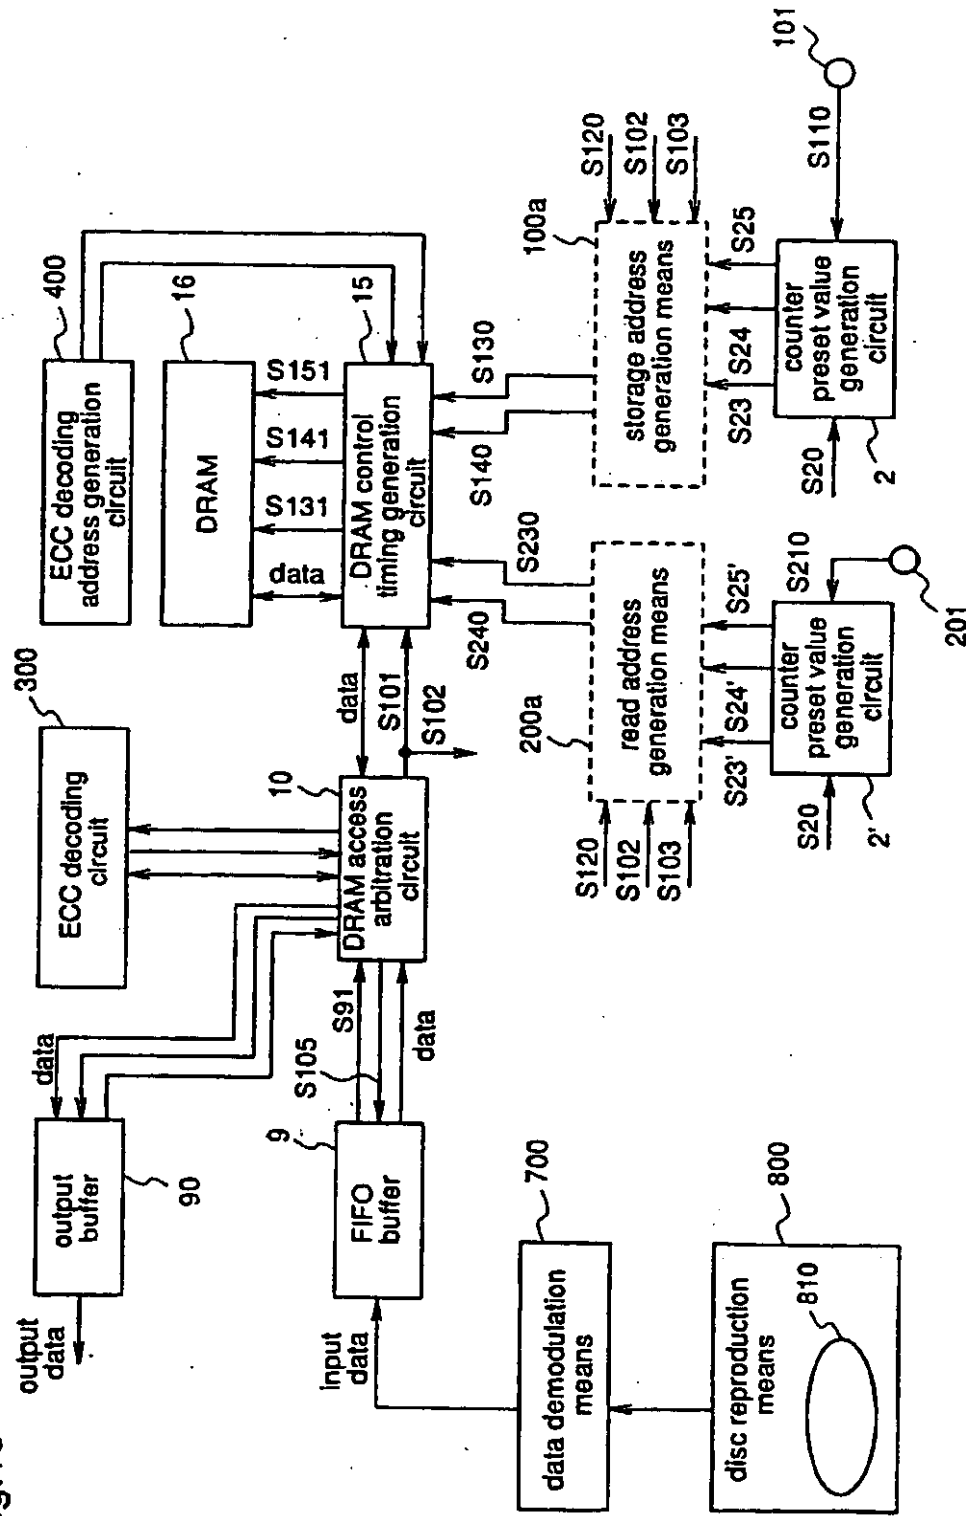 output
data
output
buffer
90
data
input
data
FIFO
buffer
9
S91
S105
data
data demodulation
means
700
disc reproduction
means
800
810
ECC decoding
circuit
300
DRAM access
arbitration
circuit
10
data
S101
S102
ECC decoding
address generation
circuit
400
DRAM
16
data
S131
S141
S151
DRAM control
timing generation
circuit
15
S240
S230
S140
S130
read address
generation means
200a
S120
S102
S103
S23'
S24'
S25'
counter
preset value
generation
circuit
2'
S20
S210
201
storage address
generation means
100a
S120
S102
S103
S23
S24
S25
counter
preset value
generation
circuit
2
S20
S110
101